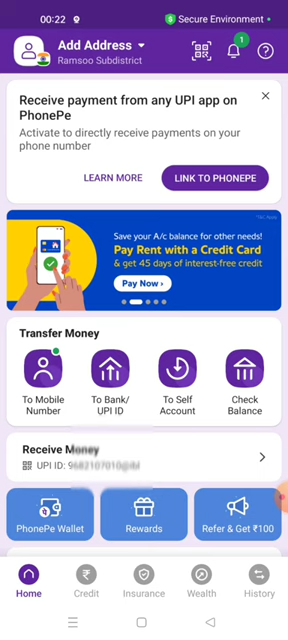 00:22
Secure Environment
Add Address
Ramsoo Subdistrict
1
Receive payment from any UPI app on
PhonePe
Activate to directly receive payments on your
phone number
LEARN MORE
LINK TO PHONEPE
Save your A/c balance for other needs!
Pay Rent with a Credit Card
& get 45 days of interest-free credit
Pay Now ›
Transfer Money
To Mobile
Number
To Bank/
UPI ID
To Self
Account
Check
Balance
Receive Money
UPI ID:
PhonePe Wallet
Rewards
Refer & Get ₹100
Home
Credit
Insurance
Wealth
History